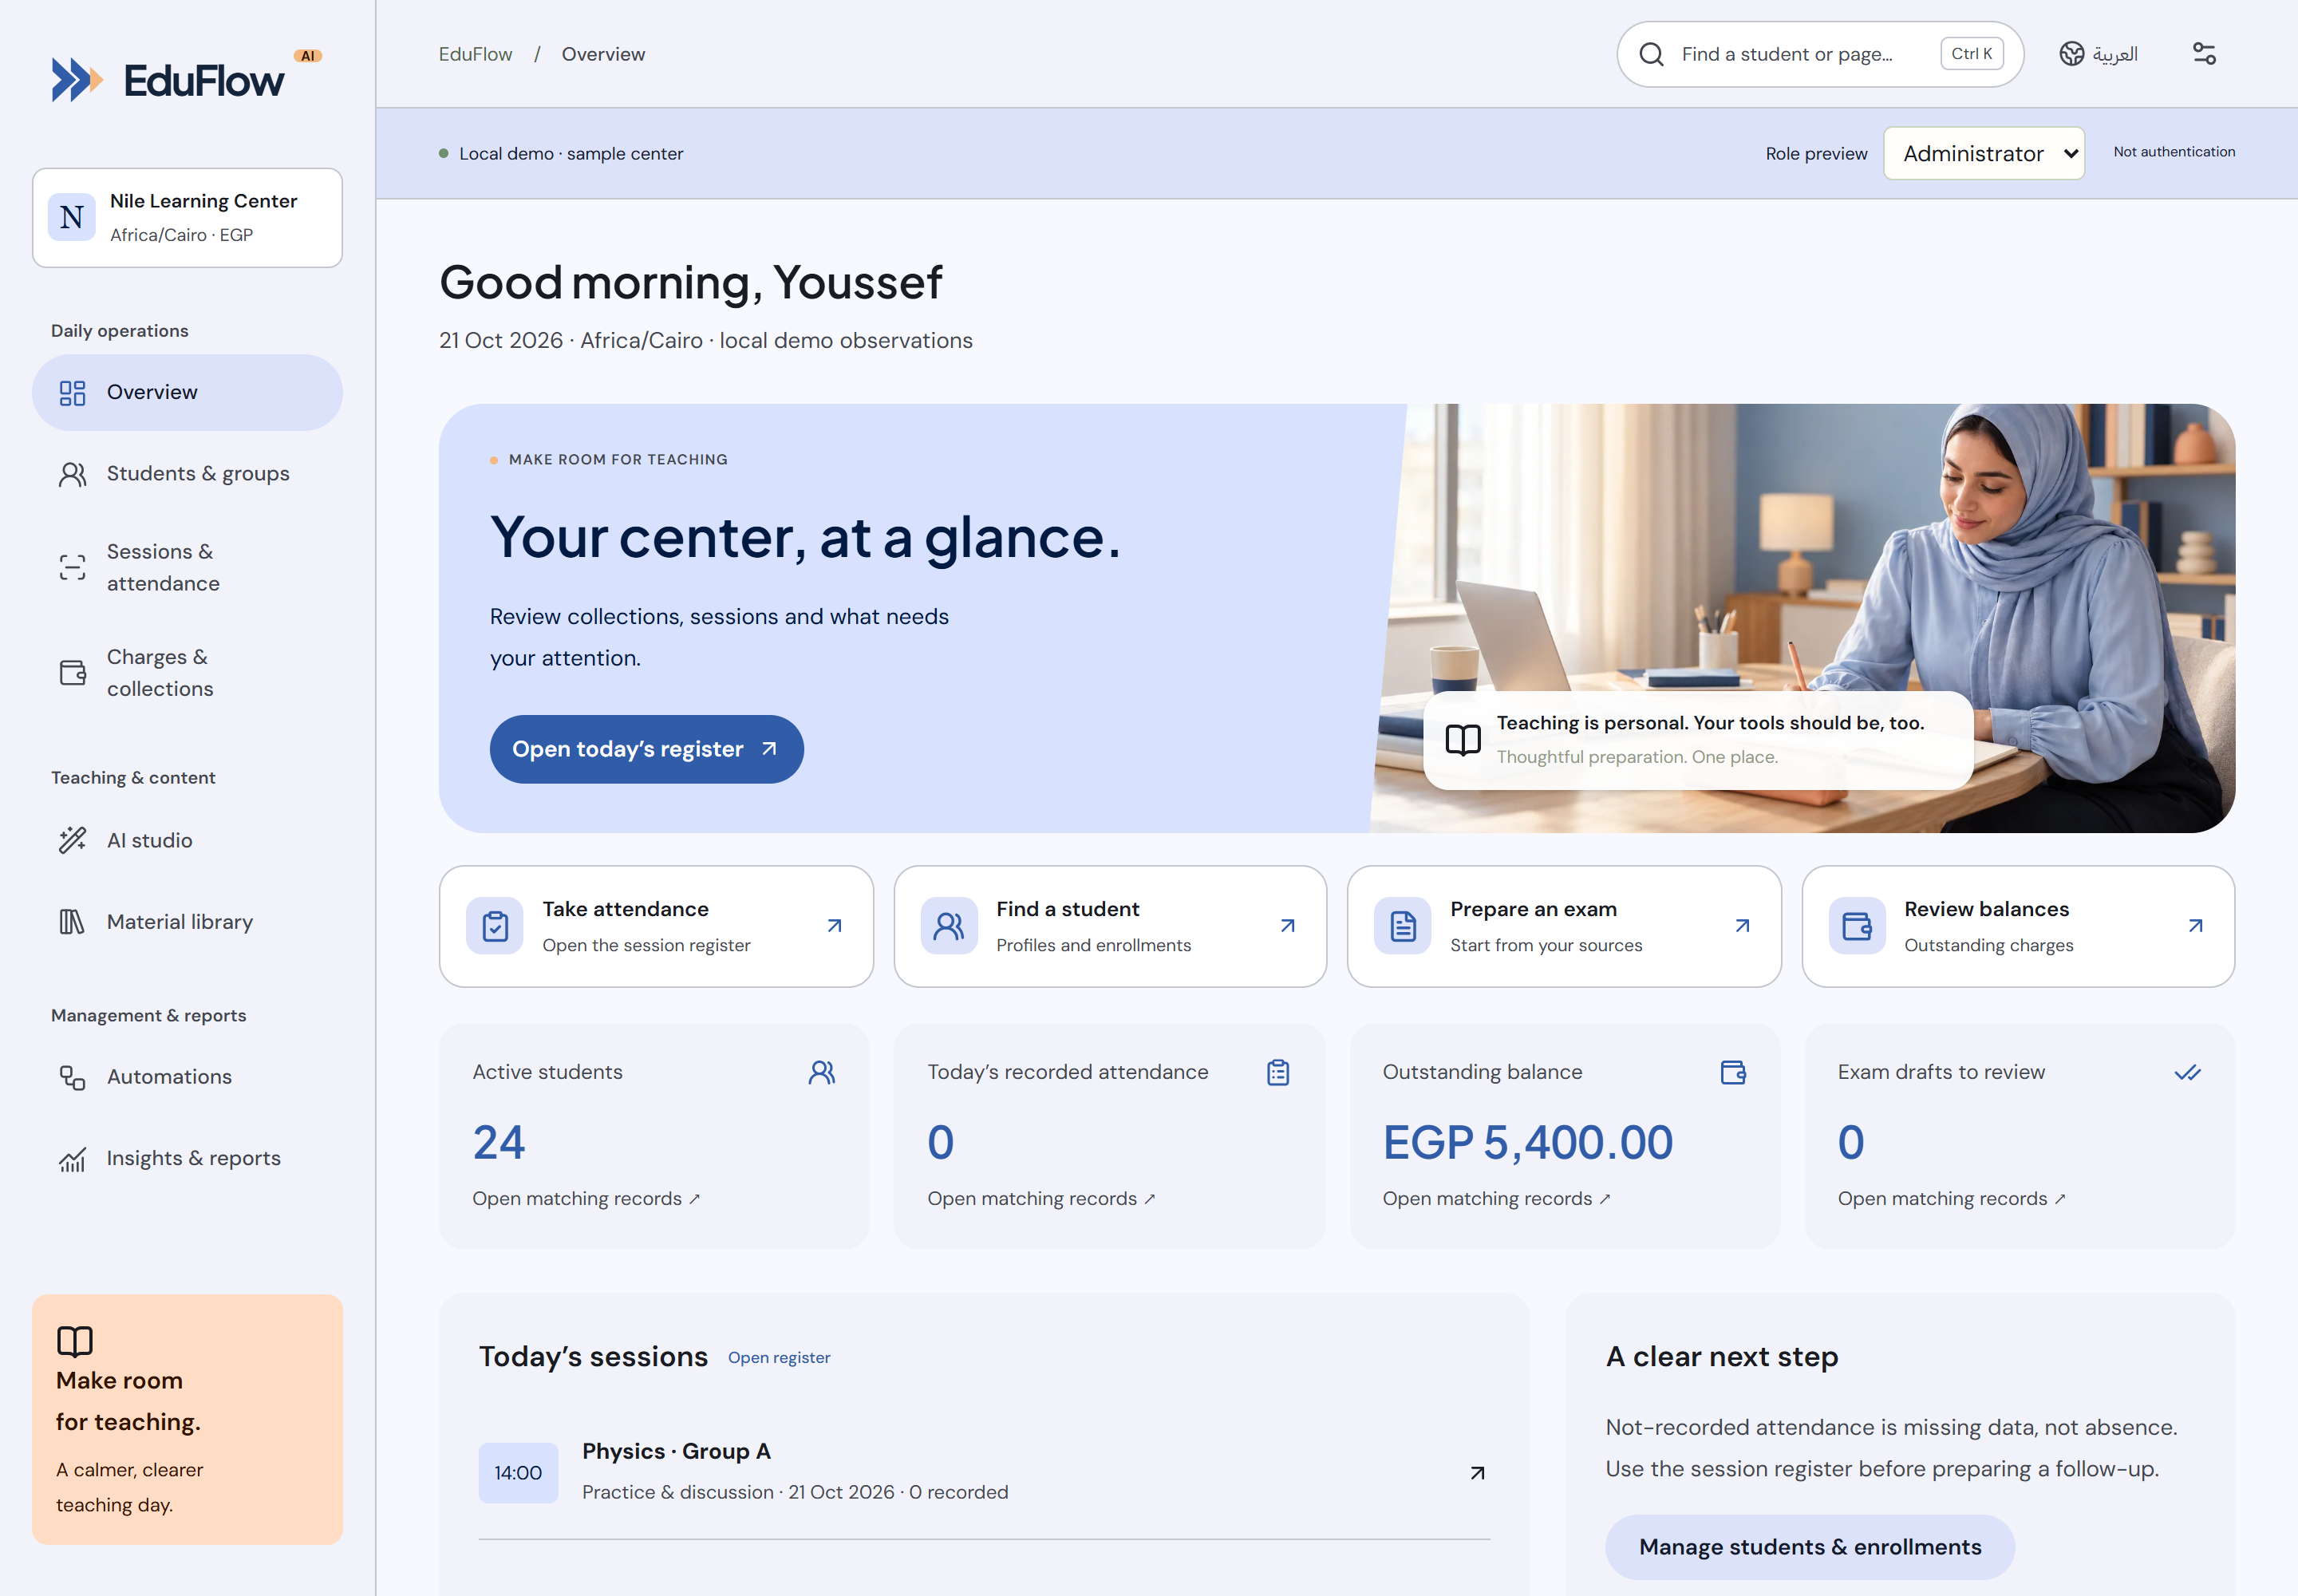 EduFlow AI
Nile Learning Center
N
Africa/Cairo · EGP
Daily operations
Overview
Students & groups
Sessions &
attendance
Charges &
collections
Teaching & content
AI studio
Material library
Management & reports
Automations
Insights & reports
Make room
for teaching.
A calmer, clearer
teaching day.
EduFlow / Overview
Find a student or page... Ctrl K
العربية
Local demo · sample center
Role preview Administrator Not authentication
Good morning, Youssef
21 Oct 2026 · Africa/Cairo · local demo observations
MAKE ROOM FOR TEACHING
Your center, at a glance.
Review collections, sessions and what needs
your attention.
Open today’s register
Teaching is personal. Your tools should be, too.
Thoughtful preparation. One place.
Take attendance
Open the session register
Find a student
Profiles and enrollments
Prepare an exam
Start from your sources
Review balances
Outstanding charges
Active students
24
Open matching records ↗
Today’s recorded attendance
0
Open matching records ↗
Outstanding balance
EGP 5,400.00
Open matching records ↗
Exam drafts to review
0
Open matching records ↗
Today’s sessions Open register
14:00
Physics · Group A
Practice & discussion · 21 Oct 2026 · 0 recorded
A clear next step
Not-recorded attendance is missing data, not absence.
Use the session register before preparing a follow-up.
Manage students & enrollments